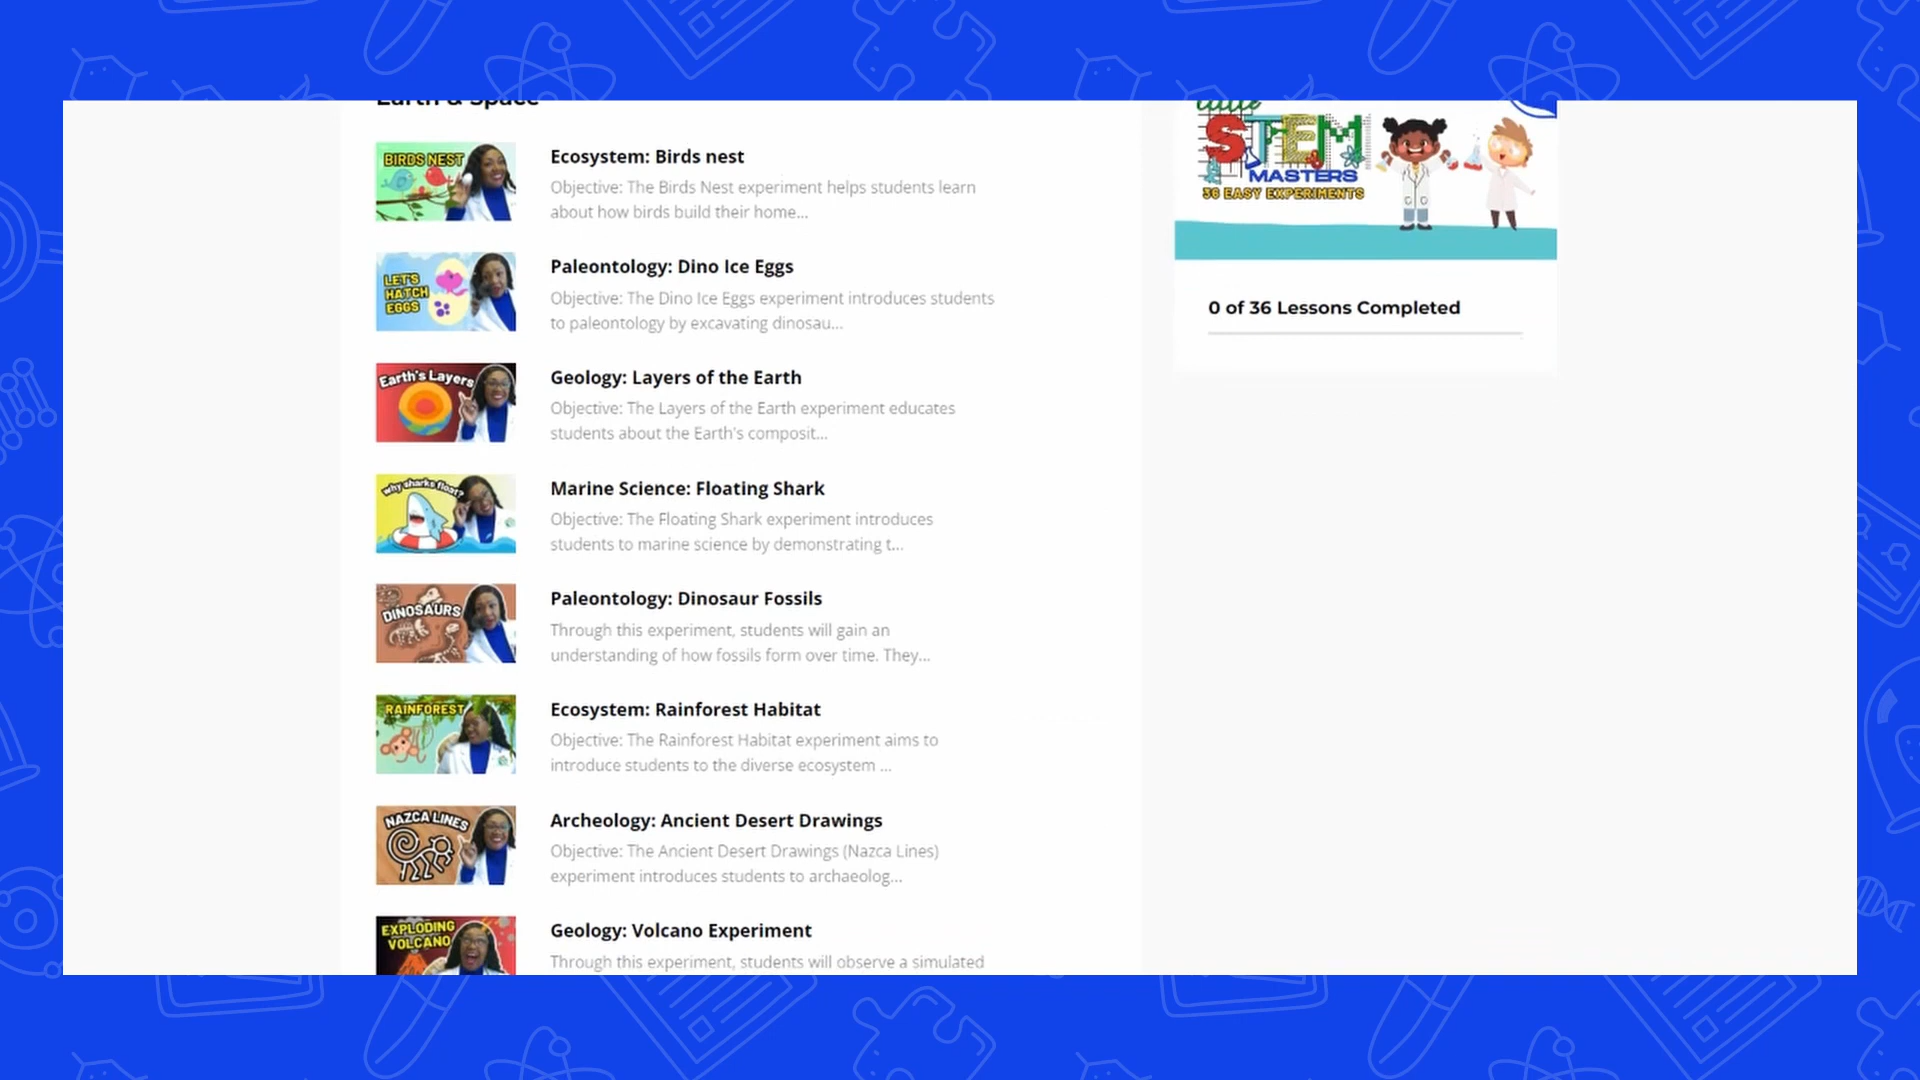 Earth & Space
BIRDS NEST
Ecosystem: Birds nest
Objective: The Birds Nest experiment helps students learn
about how birds build their home...
LET'S
HATCH
EGGS
Paleontology: Dino Ice Eggs
Objective: The Dino Ice Eggs experiment introduces students
to paleontology by excavating dinosau...
Earth's Layers
Geology: Layers of the Earth
Objective: The Layers of the Earth experiment educates
students about the Earth's composit...
why sharks float?
Marine Science: Floating Shark
Objective: The Floating Shark experiment introduces
students to marine science by demonstrating t...
DINOSAURS
Paleontology: Dinosaur Fossils
Through this experiment, students will gain an
understanding of how fossils form over time. They...
RAINFOREST
Ecosystem: Rainforest Habitat
Objective: The Rainforest Habitat experiment aims to
introduce students to the diverse ecosystem ...
NAZCA LINES
Archeology: Ancient Desert Drawings
Objective: The Ancient Desert Drawings (Nazca Lines)
experiment introduces students to archaeolog...
EXPLODING
VOLCANO
Geology: Volcano Experiment
Through this experiment, students will observe a simulated
little
STEM
MASTERS
36 EASY EXPERIMENTS
0 of 36 Lessons Completed